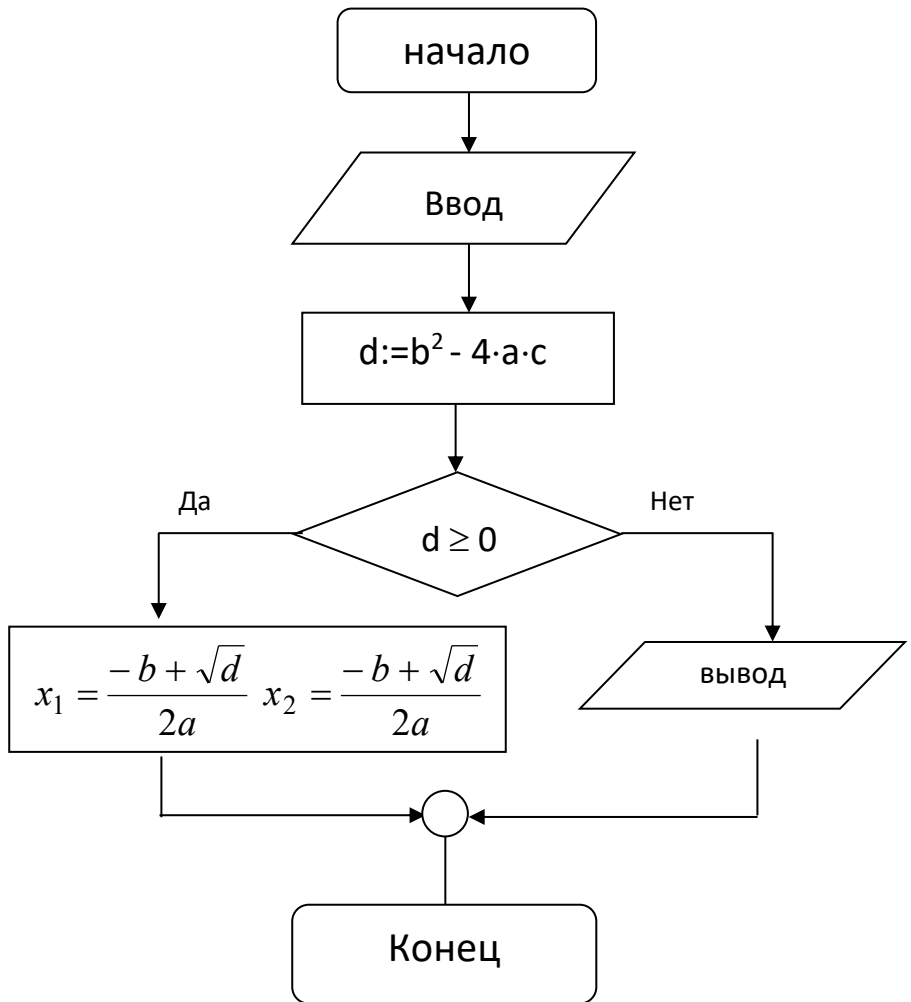 начало
Ввод
d:=b² - 4·a·c
Да
Нет
d ≥ 0
x₁ = (-b + √d)/(2a) x₂ = (-b + √d)/(2a)
вывод
Конец